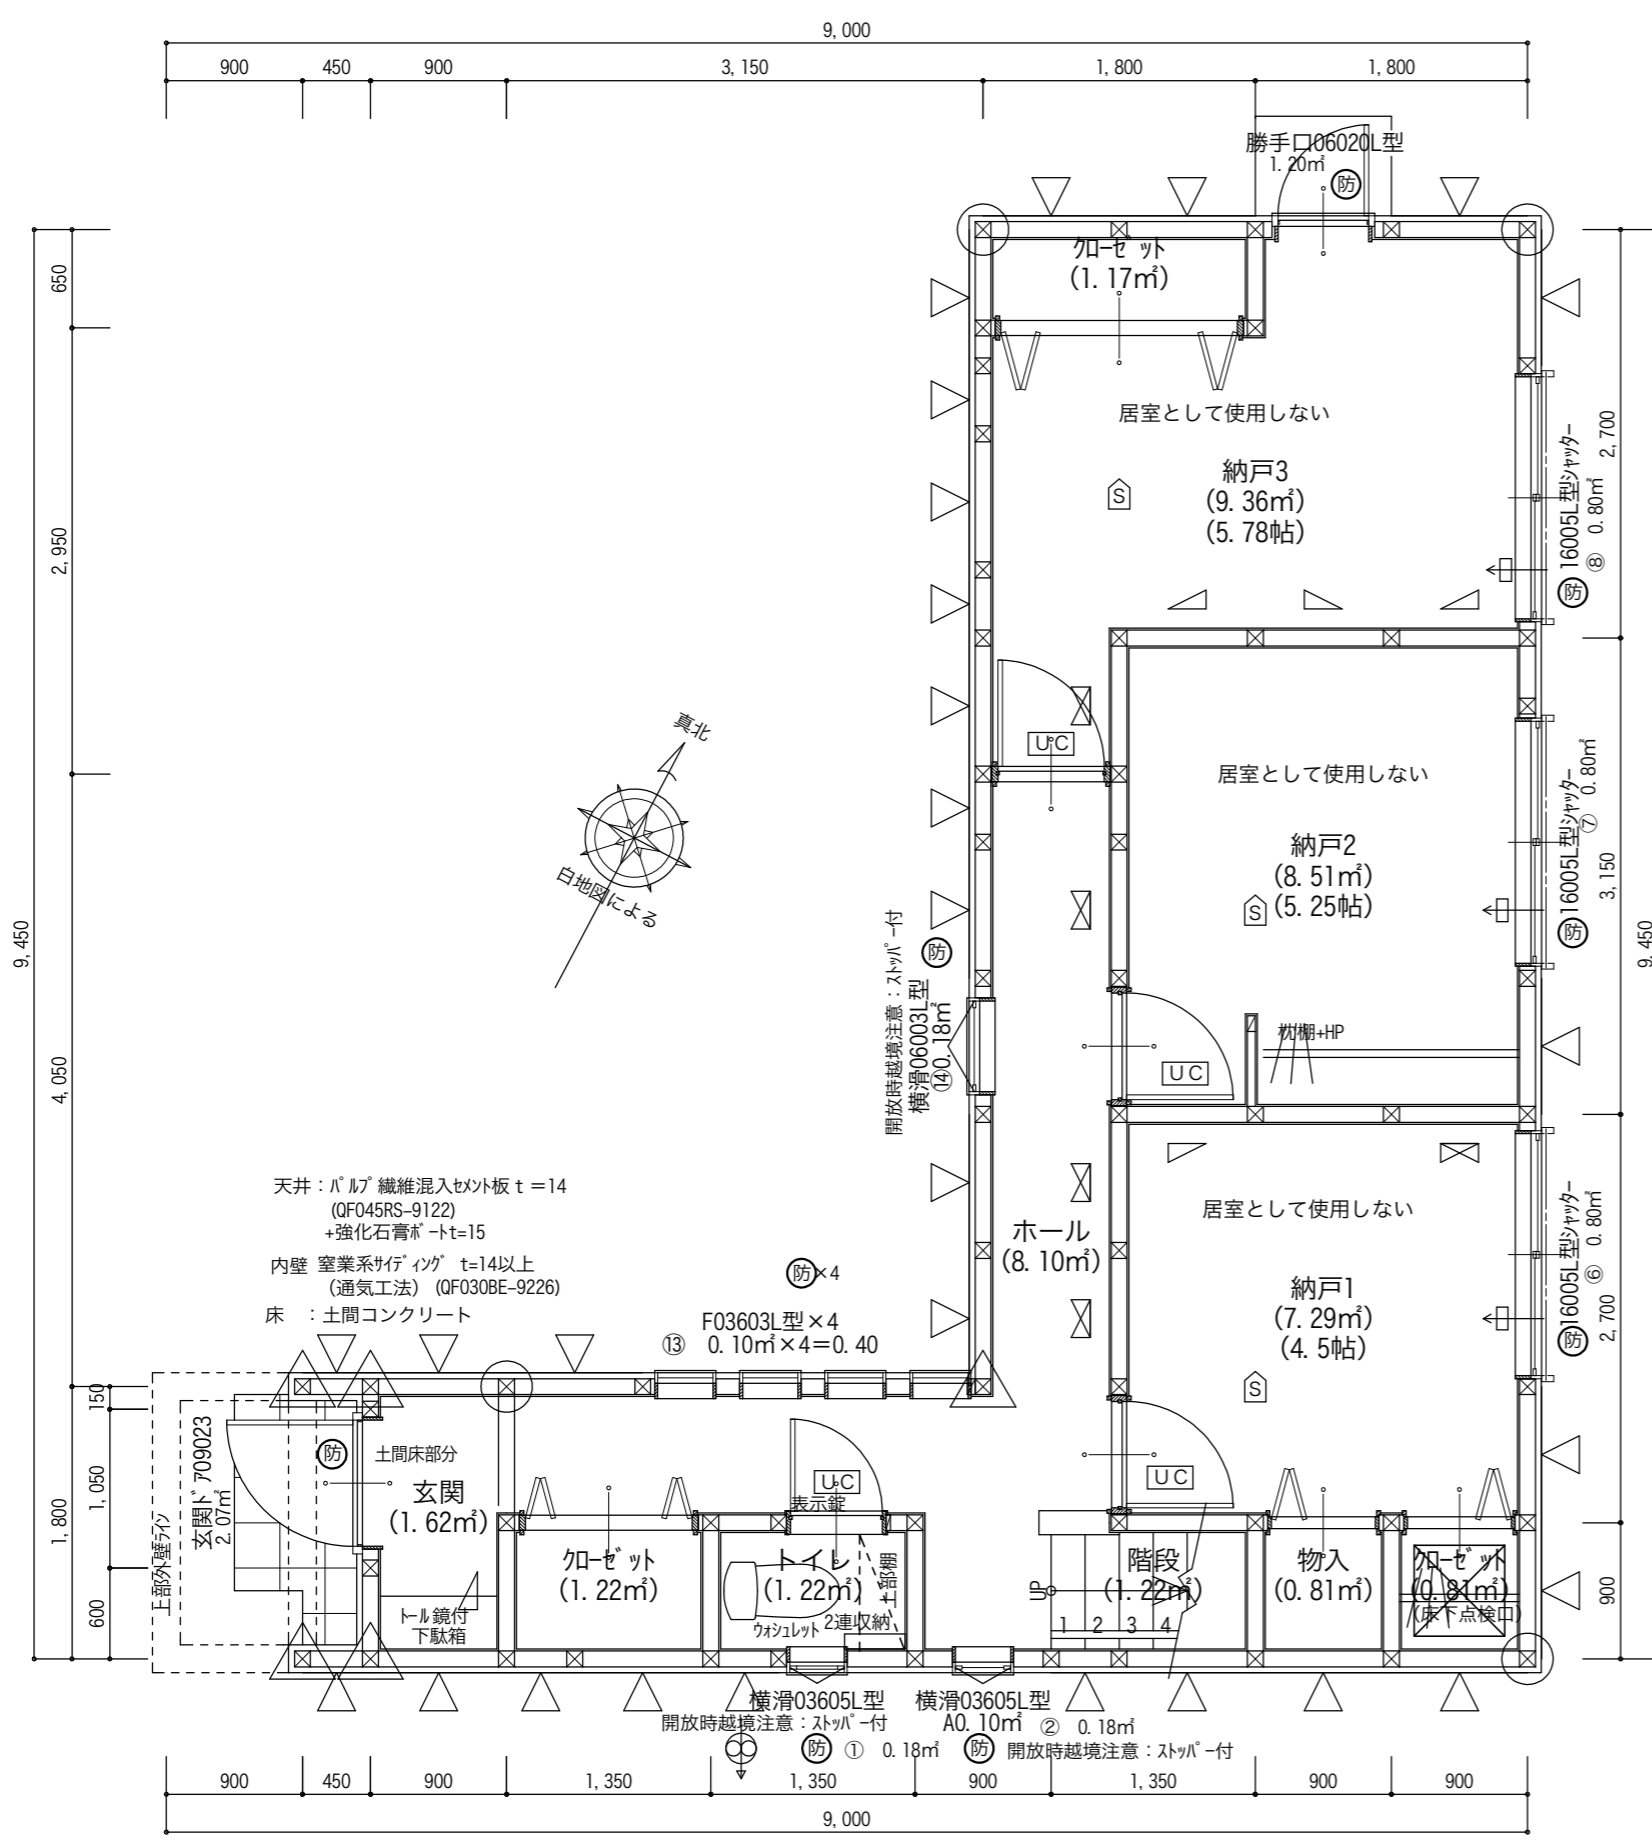 9,000
900
450
900
3,150
1,800
1,800
勝手口06020L型
1.20㎡
防
ｸﾛｰｾﾞｯﾄ
(1.17㎡)
650
2,950
4,050
9,450
居室として使用しない
納戸3
(9.36㎡)
(5.78帖)
S
16005L型ｼｬｯﾀｰ
⑧ 0.80㎡
防
2,700
UC
真北
白地図による
居室として使用しない
納戸2
(8.51㎡)
(5.25帖)
S
16005L型ｼｬｯﾀｰ
⑦ 0.80㎡
防
3,150
9,450
開放時越境注意：ｽﾄｯﾊﾟｰ付
横滑06003L型
⑭0.18㎡
防
枕棚+HP
UC
天井：ﾊﾟﾙﾌﾟ繊維混入ｾﾒﾝﾄ板ｔ＝14
(QF045RS-9122)
+強化石膏ﾎﾞｰﾄt=15
内壁 窒業系ｻｲﾃﾞｨﾝｸﾞ t=14以上
(通気工法) (QF030BE-9226)
床 ：土間コンクリート
防×4
F03603L型×4
⑬ 0.10㎡×4＝0.40
ホール
(8.10㎡)
居室として使用しない
納戸1
(7.29㎡)
(4.5帖)
S
16005L型ｼｬｯﾀｰ
⑥ 0.80㎡
防
2,700
150
1,050
600
1,800
上部外壁ライン
玄関ﾄﾞｱ09023
2.07㎡
防
土間床部分
玄関
(1.62㎡)
ﾄｰﾙ鏡付
下駄箱
ｸﾛｰｾﾞｯﾄ
(1.22㎡)
UC
表示錠
トイレ
(1.22㎡)
上部棚
ｳｫｼｭﾚｯﾄ
2連収納
UP
1 2 3 4
階段
(1.22㎡)
UC
物入
(0.81㎡)
ｸﾛｰｾﾞｯﾄ
(0.81㎡)
(床下点検口)
900
横滑03605L型
開放時越境注意：ｽﾄｯﾊﾟｰ付
防 ① 0.18㎡
横滑03605L型
A0.10㎡ ② 0.18㎡
防 開放時越境注意：ｽﾄｯﾊﾟｰ付
900
450
900
1,350
1,350
900
1,350
900
900
9,000